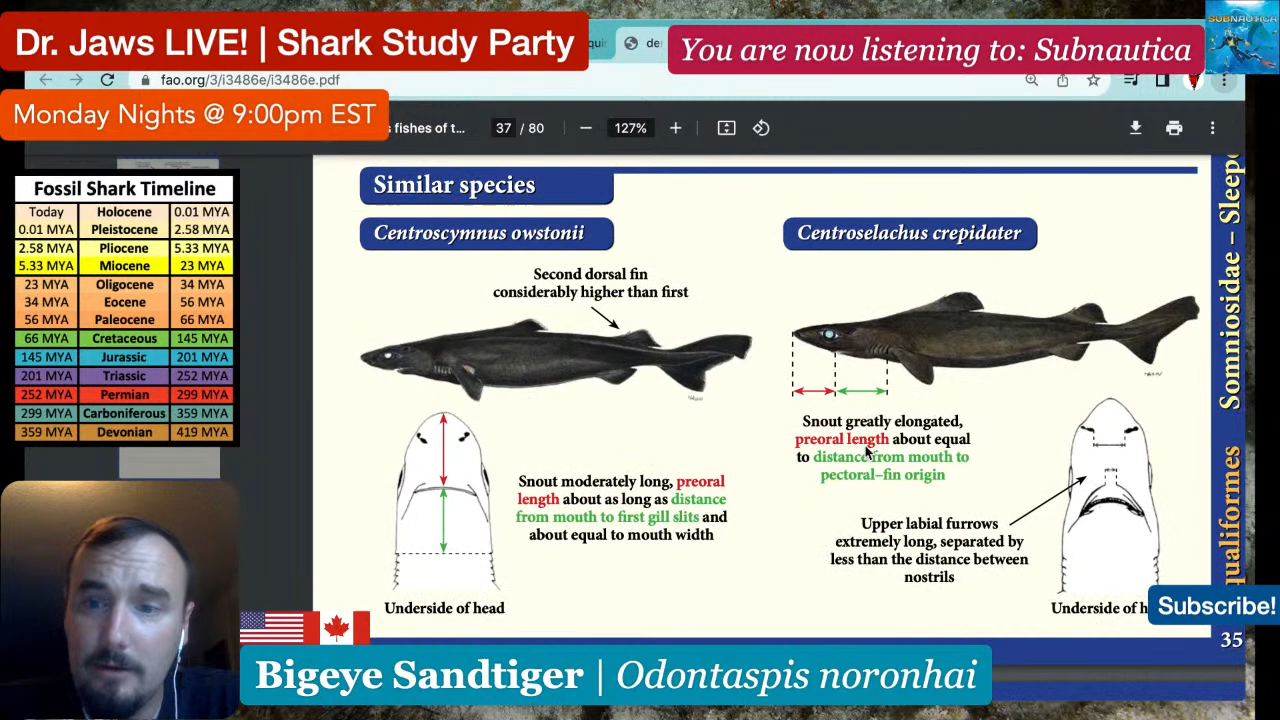 Dr. Jaws LIVE! | Shark Study Party
You are now listening to: Subnautica
SUBNAUTICA
fao.org/3/i3486e/i3486e.pdf
Monday Nights @ 9:00pm EST
s fishes of t...
37 / 80
127%
Fossil Shark Timeline
Today Holocene 0.01 MYA
0.01 MYA Pleistocene 2.58 MYA
2.58 MYA Pliocene 5.33 MYA
5.33 MYA Miocene 23 MYA
23 MYA Oligocene 34 MYA
34 MYA Eocene 56 MYA
56 MYA Paleocene 66 MYA
66 MYA Cretaceous 145 MYA
145 MYA Jurassic 201 MYA
201 MYA Triassic 252 MYA
252 MYA Permian 299 MYA
299 MYA Carboniferous 359 MYA
359 MYA Devonian 419 MYA
Similar species
Centroscymnus owstonii
Second dorsal fin
considerably higher than first
Snout moderately long, preoral
length about as long as distance
from mouth to first gill slits and
about equal to mouth width
Underside of head
Centroselachus crepidater
Snout greatly elongated,
preoral length about equal
to distance from mouth to
pectoral–fin origin
Upper labial furrows
extremely long, separated by
less than the distance between
nostrils
Underside of h
Somniosidae – Sleep
qualiformes
35
Subscribe!
Bigeye Sandtiger | Odontaspis noronhai